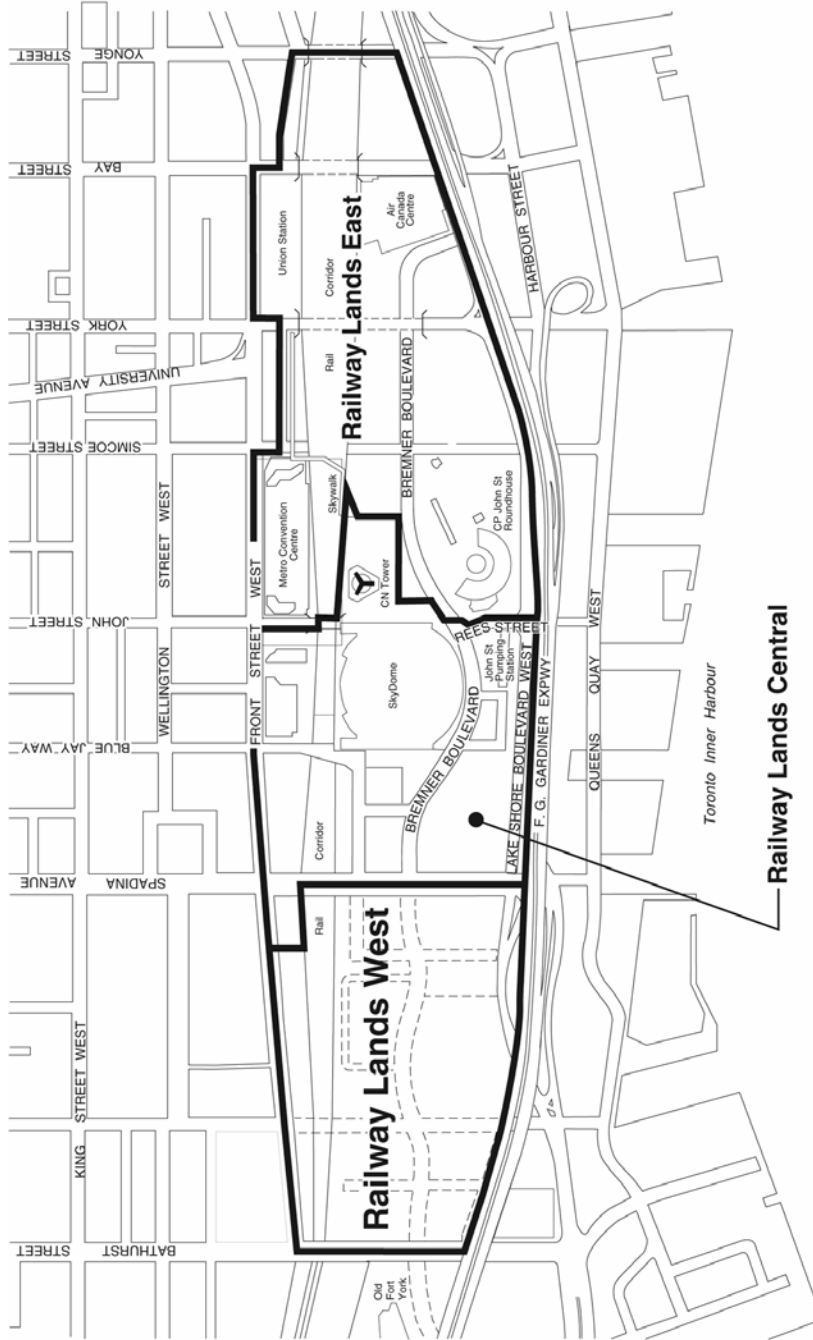 YONGE
STREET
BAY
STREET
YORK STREET
UNIVERSITY AVENUE
SIMCOE STREET
JOHN STREET
BLUE JAY WAY
SPADINA
AVENUE
BATHURST
STREET
KING
STREET WEST
WELLINGTON
STREET WEST
FRONT STREET WEST
Union Station
Air
Canada
Centre
Rail
Corridor
Railway Lands East
Metro Convention
Centre
Skywalk
CN Tower
BREMNER BOULEVARD
CP John St
Roundhouse
REES STREET
SkyDome
John St
Pumping
Station
BREMNER BOULEVARD
LAKE SHORE BOULEVARD WEST
F. G. GARDINER EXPWY
HARBOUR STREET
QUEENS QUAY WEST
Rail
Corridor
Railway Lands West
Old
Fort
York
Toronto Inner Harbour
Railway Lands Central